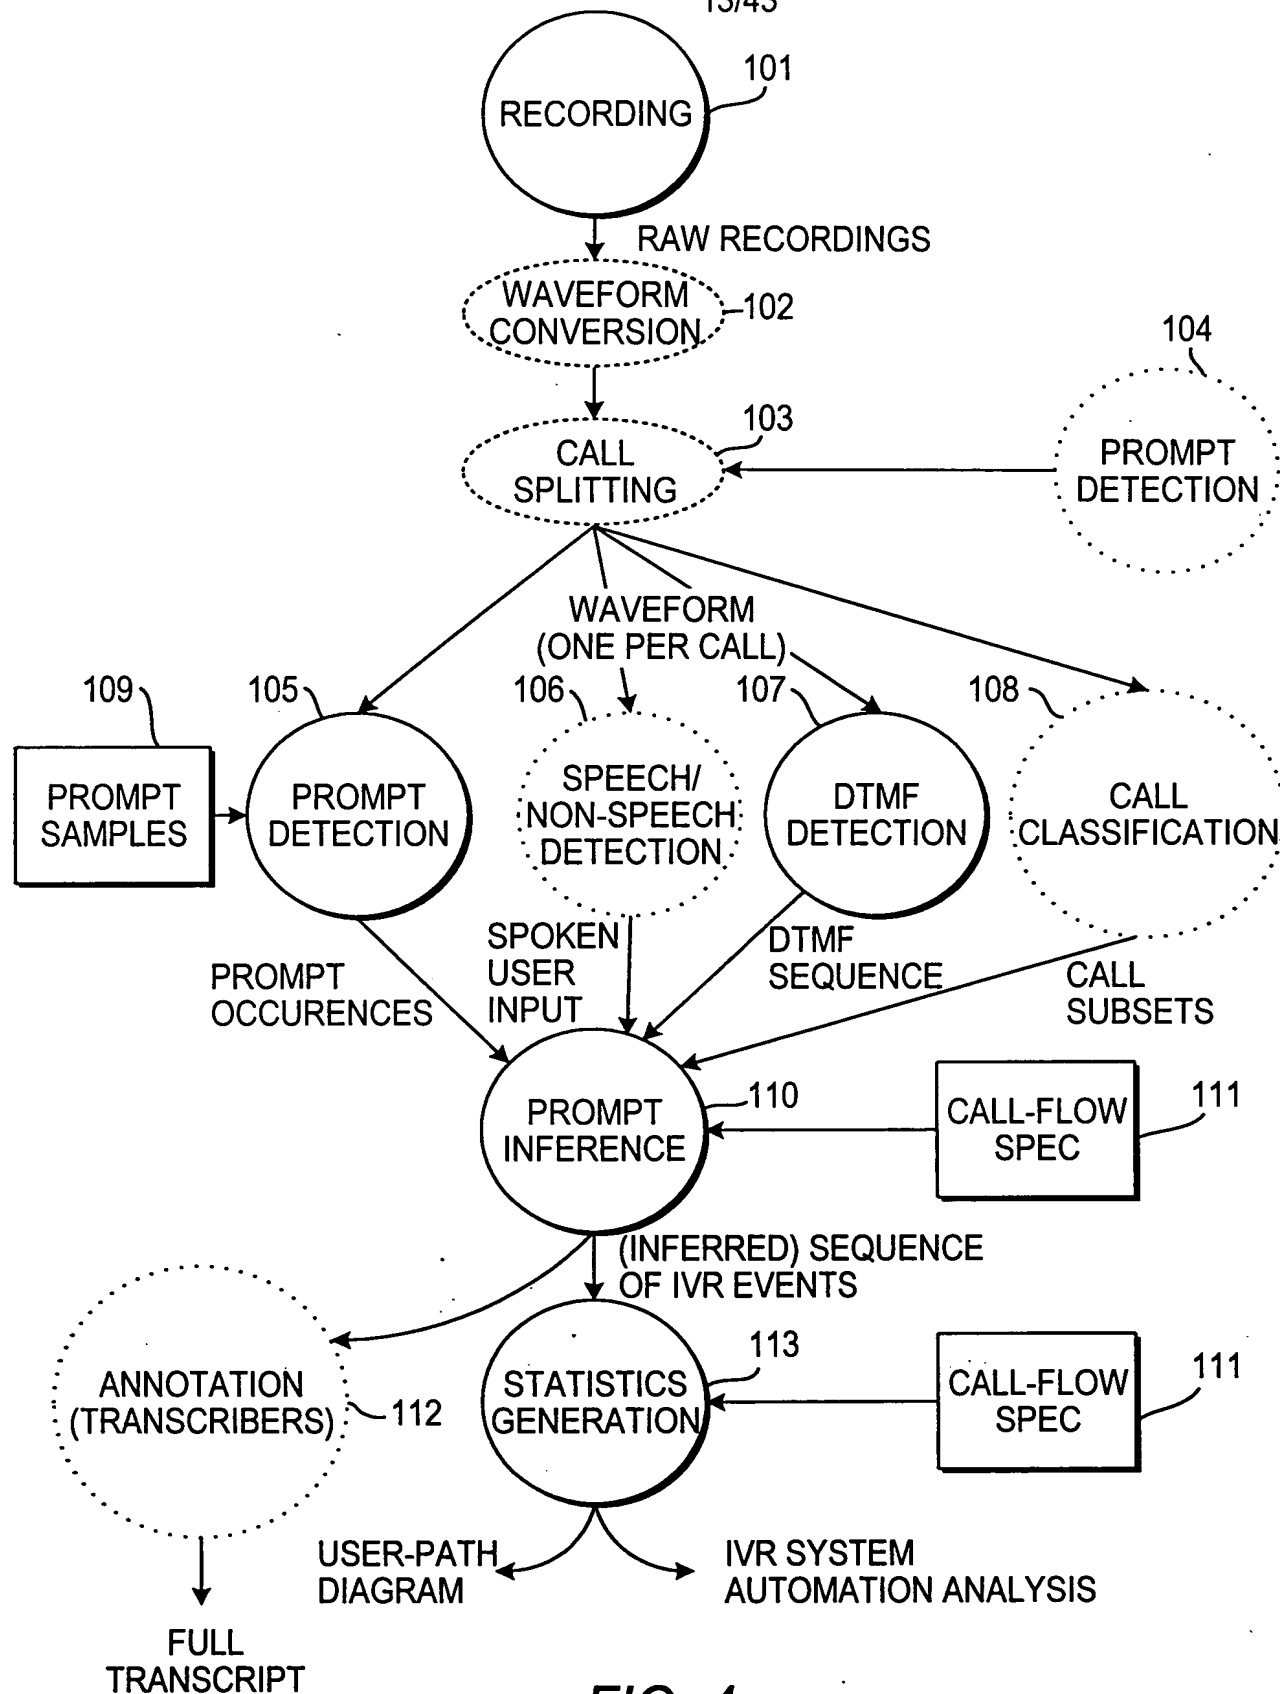 13/43
RECORDING
101
RAW RECORDINGS
WAVEFORM
CONVERSION
102
104
103
CALL
SPLITTING
PROMPT
DETECTION
WAVEFORM
(ONE PER CALL)
109
105
106
107
108
PROMPT
SAMPLES
PROMPT
DETECTION
SPEECH/
NON-SPEECH
DETECTION
DTMF
DETECTION
CALL
CLASSIFICATION
PROMPT
OCCURENCES
SPOKEN
USER
INPUT
DTMF
SEQUENCE
CALL
SUBSETS
PROMPT
INFERENCE
110
CALL-FLOW
SPEC
111
(INFERRED) SEQUENCE
OF IVR EVENTS
ANNOTATION
(TRANSCRIBERS)
112
STATISTICS
GENERATION
113
CALL-FLOW
SPEC
111
USER-PATH
DIAGRAM
IVR SYSTEM
AUTOMATION ANALYSIS
FULL
TRANSCRIPT